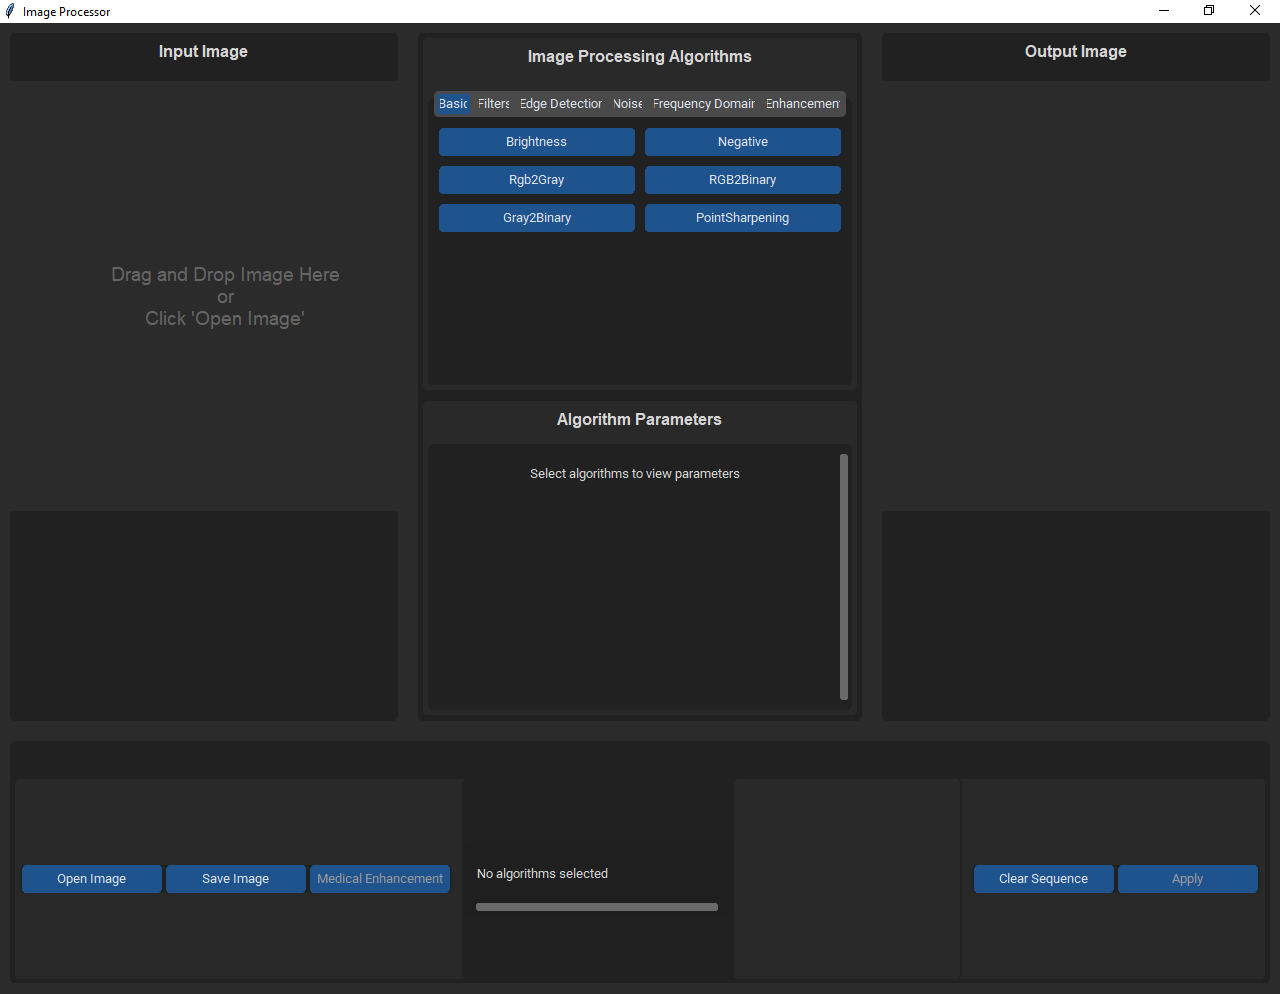 Image Processor
Input Image
Drag and Drop Image Here
or
Click 'Open Image'
Image Processing Algorithms
Basic Filters Edge Detection Noise Frequency Domain Enhancement
Brightness Negative
Rgb2Gray RGB2Binary
Gray2Binary PointSharpening
Algorithm Parameters
Select algorithms to view parameters
Output Image
Open Image Save Image Medical Enhancement
No algorithms selected
Clear Sequence Apply